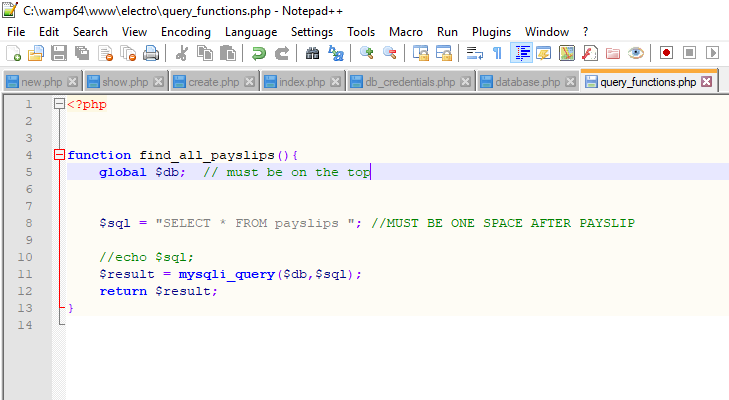 C:\wamp64\www\electro\query_functions.php - Notepad++
File Edit Search View Encoding Language Settings Tools Macro Run Plugins Window ?
new.php show.php create.php index.php db_credentials.php database.php query_functions.php
1 <?php
2
3
4 function find_all_payslips(){
5 global $db; // must be on the top
6
7
8 $sql = "SELECT * FROM payslips "; //MUST BE ONE SPACE AFTER PAYSLIP
9
10 //echo $sql;
11 $result = mysqli_query($db,$sql);
12 return $result;
13 }
14